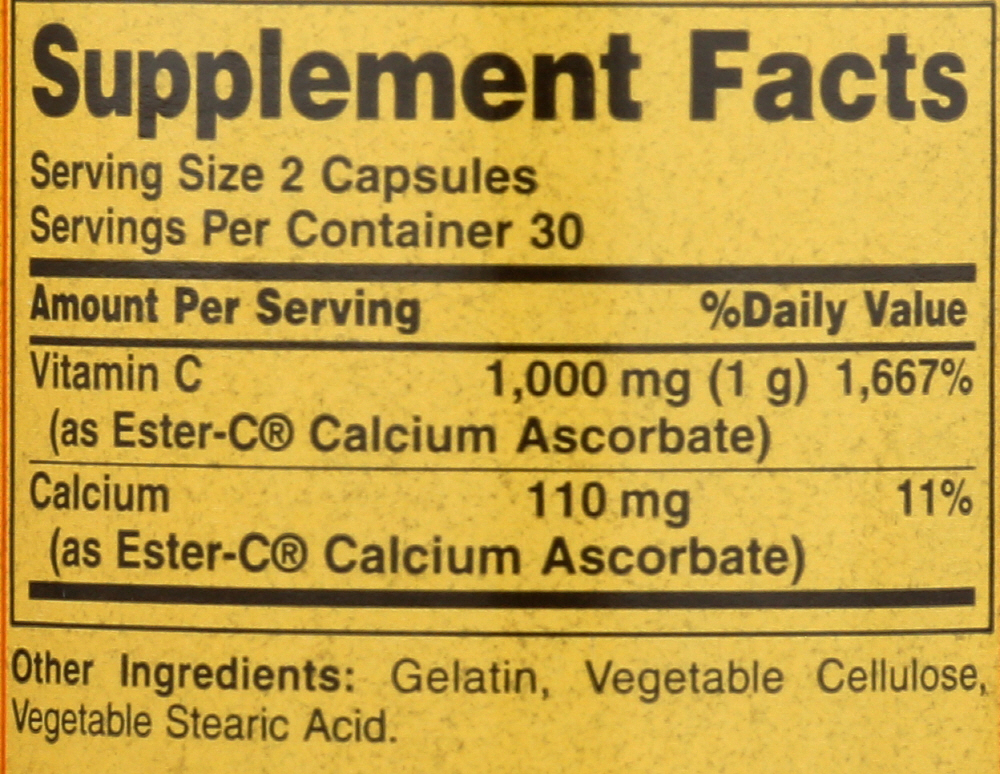 Supplement Facts
Serving Size 2 Capsules
Servings Per Container 30
Amount Per Serving %Daily Value
Vitamin C 1,000 mg (1 g) 1,667%
(as Ester-C® Calcium Ascorbate)
Calcium 110 mg 11%
(as Ester-C® Calcium Ascorbate)
Other Ingredients: Gelatin, Vegetable Cellulose,
Vegetable Stearic Acid.